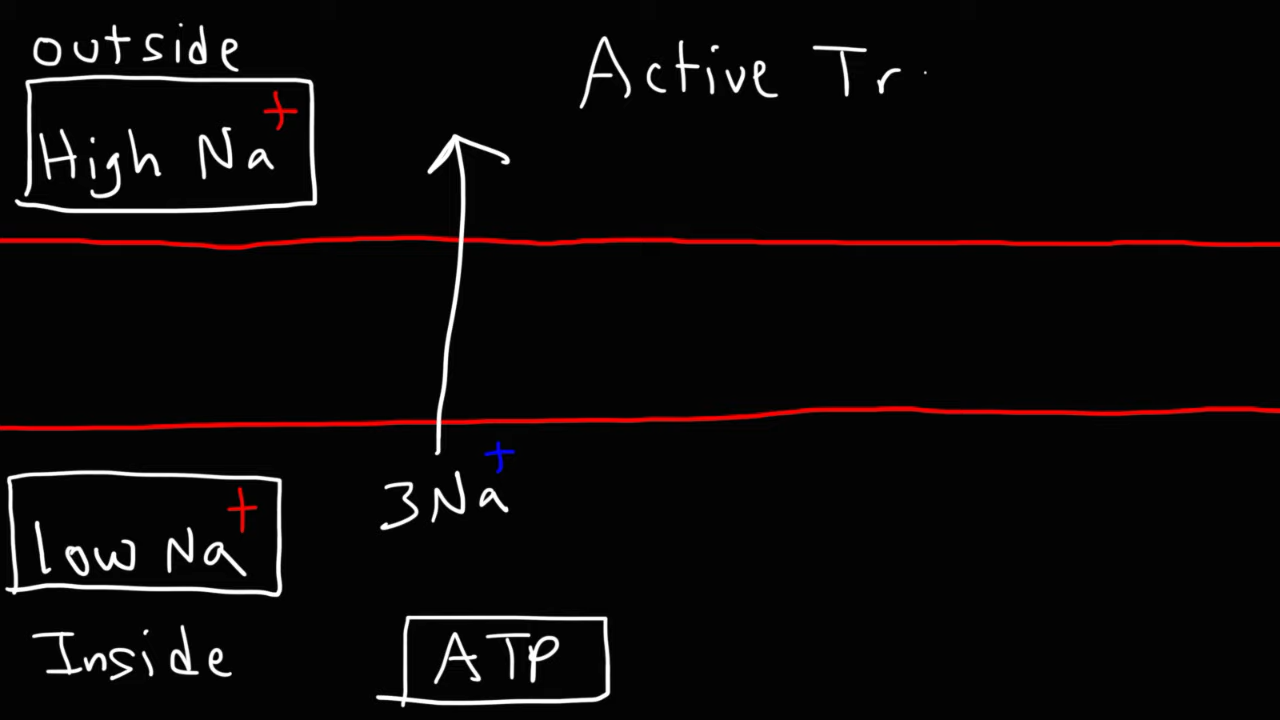 outside
Active Tr
High Na+
3Na+
low Na+
Inside
ATP